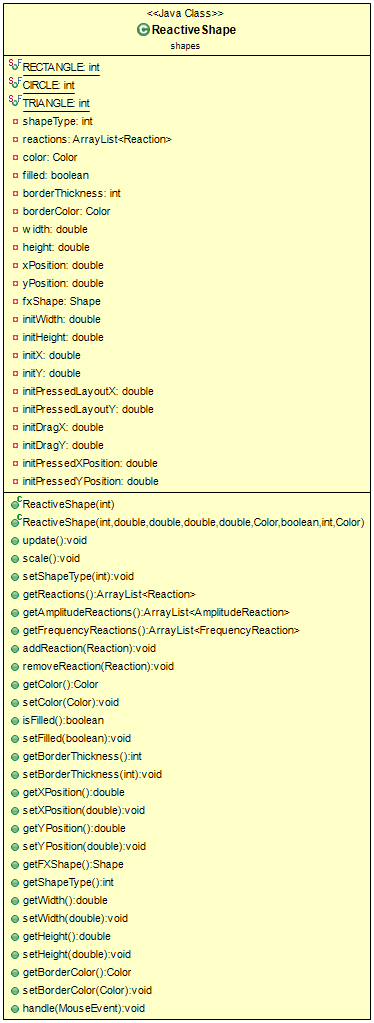 <<Java Class>>
ReactiveShape
shapes
RECTANGLE: int
CIRCLE: int
TRIANGLE: int
shapeType: int
reactions: ArrayList<Reaction>
color: Color
filled: boolean
borderThickness: int
borderColor: Color
width: double
height: double
xPosition: double
yPosition: double
fxShape: Shape
initWidth: double
initHeight: double
initX: double
initY: double
initPressedLayoutX: double
initPressedLayoutY: double
initDragX: double
initDragY: double
initPressedXPosition: double
initPressedYPosition: double
ReactiveShape(int)
ReactiveShape(int,double,double,double,double,Color,boolean,int,Color)
update():void
scale():void
setShapeType(int):void
getReactions():ArrayList<Reaction>
getAmplitudeReactions():ArrayList<AmplitudeReaction>
getFrequencyReactions():ArrayList<FrequencyReaction>
addReaction(Reaction):void
removeReaction(Reaction):void
getColor():Color
setColor(Color):void
isFilled():boolean
setFilled(boolean):void
getBorderThickness():int
setBorderThickness(int):void
getXPosition():double
setXPosition(double):void
getYPosition():double
setYPosition(double):void
getFXShape():Shape
getShapeType():int
getWidth():double
setWidth(double):void
getHeight():double
setHeight(double):void
getBorderColor():Color
setBorderColor(Color):void
handle(MouseEvent):void